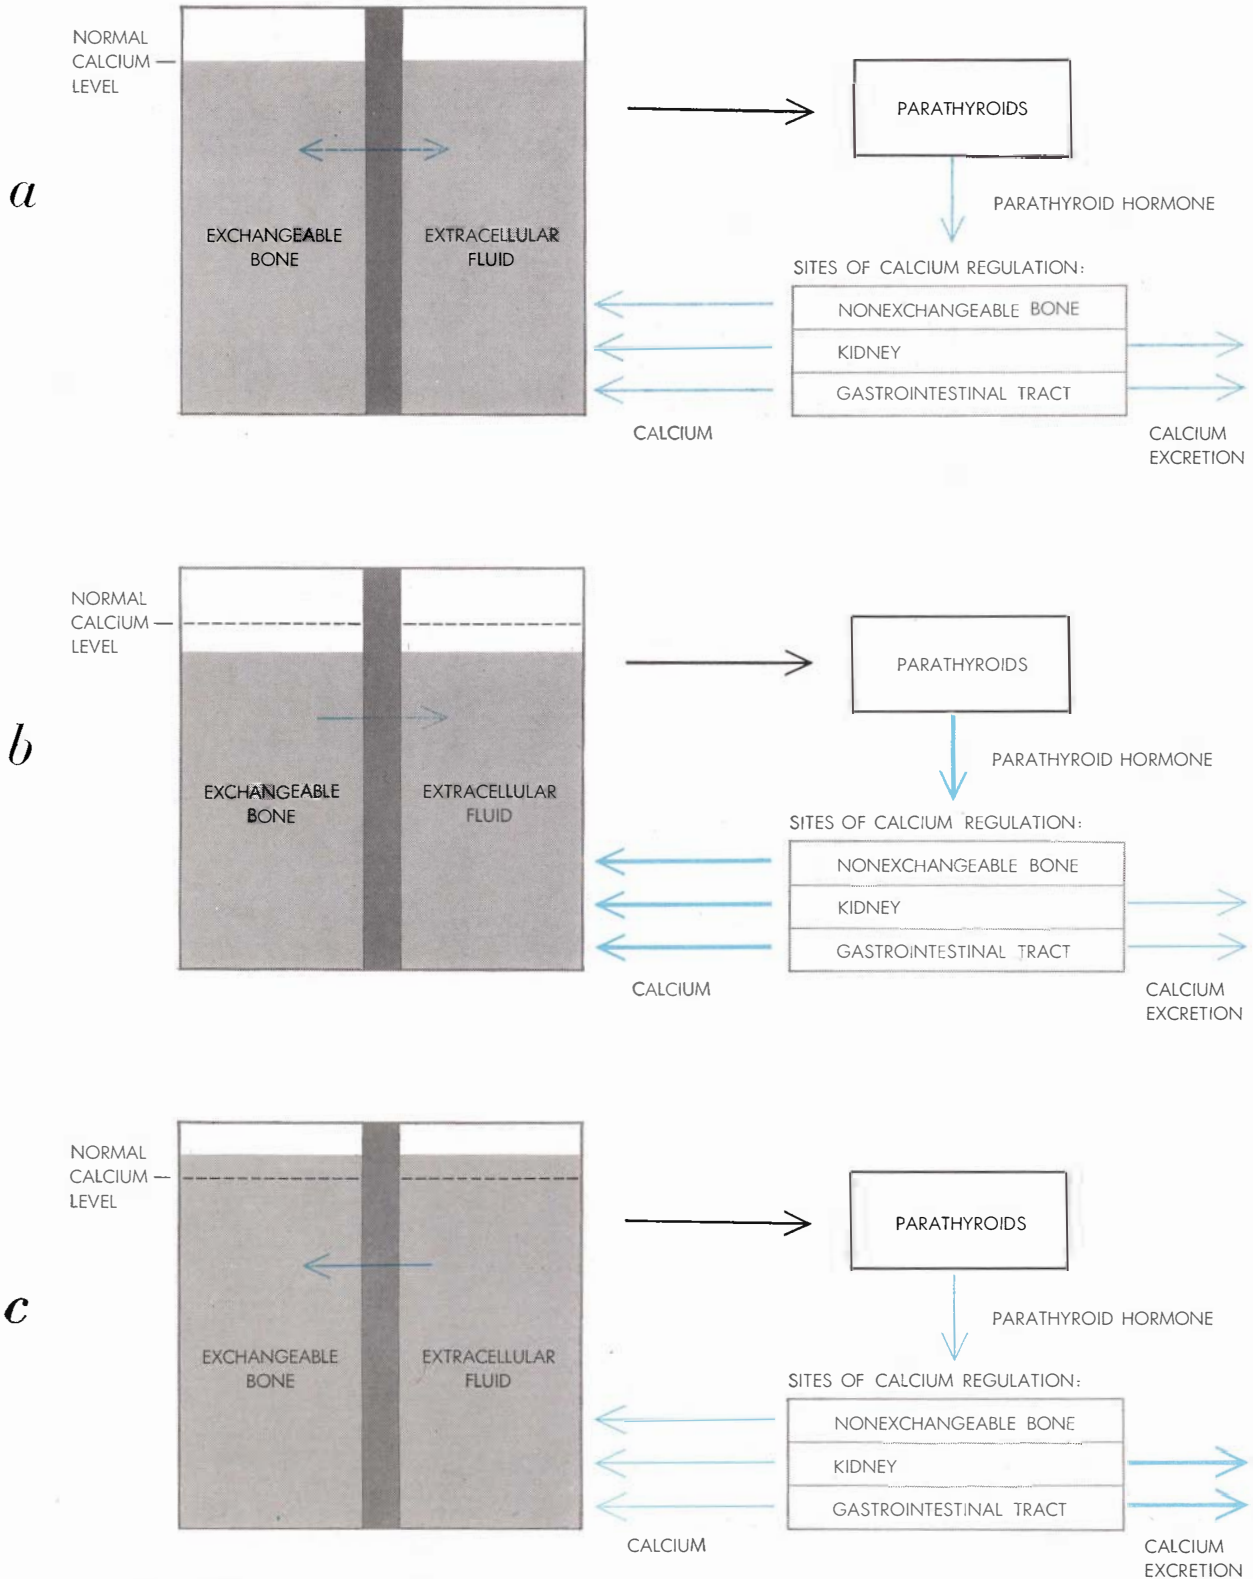 a
NORMAL
CALCIUM
LEVEL
EXCHANGEABLE
BONE
EXTRACELLULAR
FLUID
PARATHYROIDS
PARATHYROID HORMONE
SITES OF CALCIUM REGULATION:
NONEXCHANGEABLE BONE
KIDNEY
GASTROINTESTINAL TRACT
CALCIUM
CALCIUM
EXCRETION
b
NORMAL
CALCIUM
LEVEL
EXCHANGEABLE
BONE
EXTRACELLULAR
FLUID
PARATHYROIDS
PARATHYROID HORMONE
SITES OF CALCIUM REGULATION:
NONEXCHANGEABLE BONE
KIDNEY
GASTROINTESTINAL TRACT
CALCIUM
CALCIUM
EXCRETION
c
NORMAL
CALCIUM
LEVEL
EXCHANGEABLE
BONE
EXTRACELLULAR
FLUID
PARATHYROIDS
PARATHYROID HORMONE
SITES OF CALCIUM REGULATION:
NONEXCHANGEABLE BONE
KIDNEY
GASTROINTESTINAL TRACT
CALCIUM
CALCIUM
EXCRETION